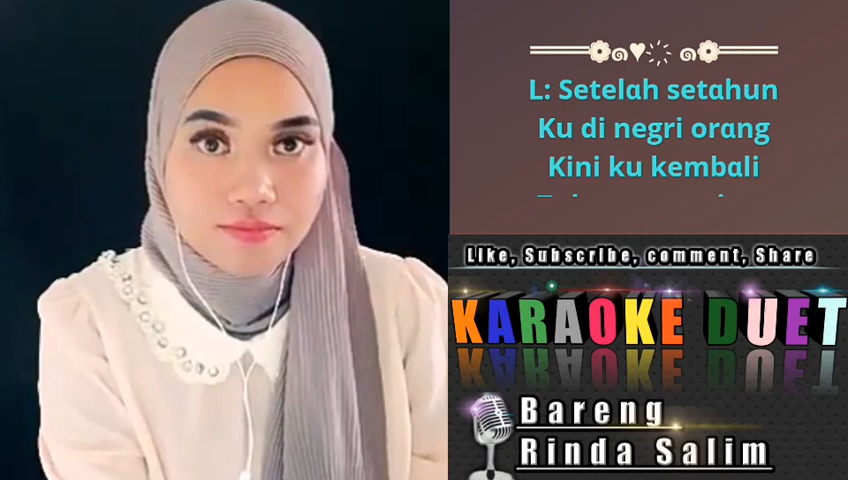 L: Setelah setahun
Ku di negri orang
Kini ku kembali
Like, Subscribe, comment, Share
KARAOKE DUET
Bareng
Rinda Salim